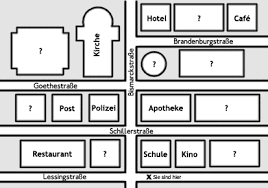 Hotel
?
Café
Brandenburgstraße
?
Kirche
Bismarckstraße
?
?
Goethestraße
?
Post
Polizei
Apotheke
?
Schillerstraße
Restaurant
?
Schule
Kino
?
Lessingstraße
X Sie sind hier